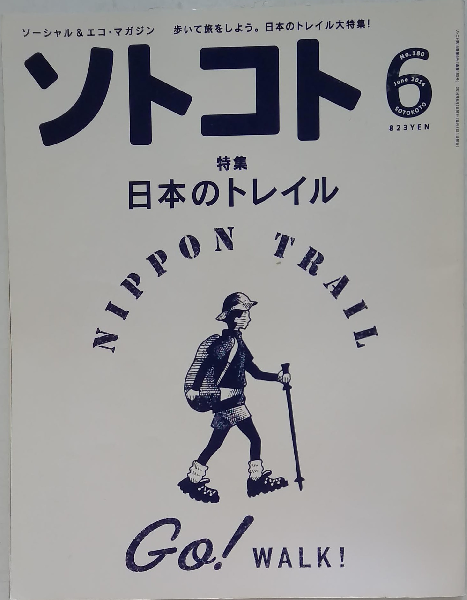 ソーシャル＆エコ・マガジン　歩いて旅をしよう。日本のトレイル大特集！
ソトコト
6
No.180
June 2014
SOTOKOTO
823YEN
特集
日本のトレイル
NIPPON TRAIL
Go! WALK!